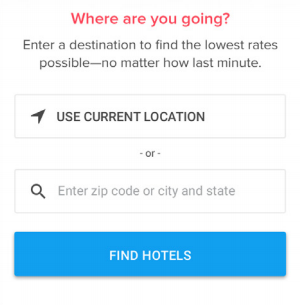 Where are you going?
Enter a destination to find the lowest rates
possible—no matter how last minute.
USE CURRENT LOCATION
- or -
Enter zip code or city and state
FIND HOTELS